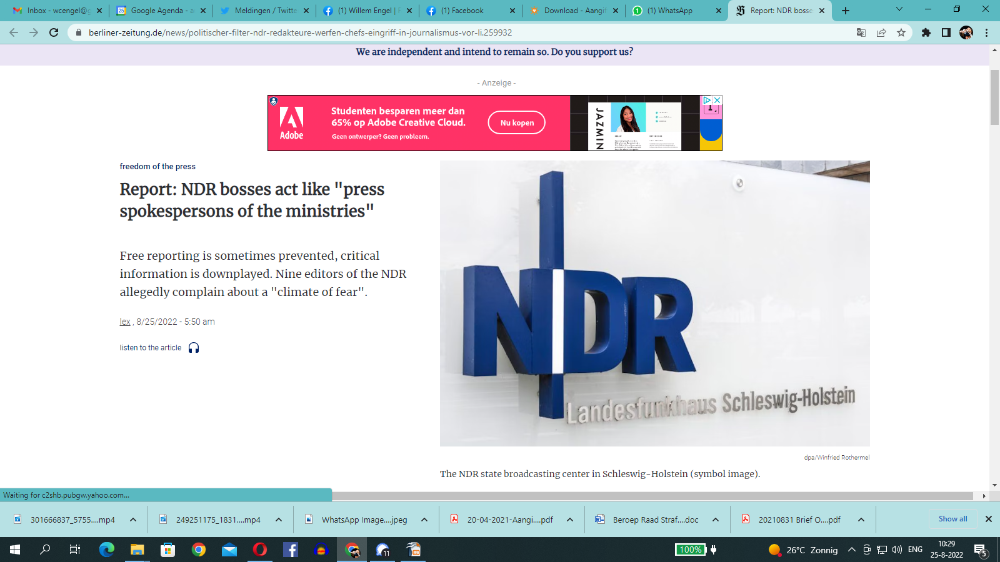 Inbox - wcengel@g
Google Agenda - a
Meldingen / Twitte
(1) Willem Engel | F
(1) Facebook
Download - Aangif
(1) WhatsApp
Report: NDR bosse
berliner-zeitung.de/news/politischer-filter-ndr-redakteure-werfen-chefs-eingriff-in-journalismus-vor-li.259932
We are independent and intend to remain so. Do you support us?
- Anzeige -
Adobe
Studenten besparen meer dan
65% op Adobe Creative Cloud.
Geen ontwerper? Geen probleem.
Nu kopen
JAZMIN
freedom of the press
Report: NDR bosses act like "press
spokespersons of the ministries"
Free reporting is sometimes prevented, critical
information is downplayed. Nine editors of the NDR
allegedly complain about a "climate of fear".
lex , 8/25/2022 - 5:50 am
listen to the article
NDR
Landesfunkhaus Schleswig-Holstein
dpa/Winfried Rothermel
The NDR state broadcasting center in Schleswig-Holstein (symbol image).
Waiting for c2shb.pubgw.yahoo.com...
301666837_5755....mp4
249251175_1831....mp4
WhatsApp Image....jpeg
20-04-2021-Aangi....pdf
Beroep Raad Straf....doc
20210831 Brief O....pdf
Show all
11
100%
26°C Zonnig
ENG
10:29
25-8-2022
5